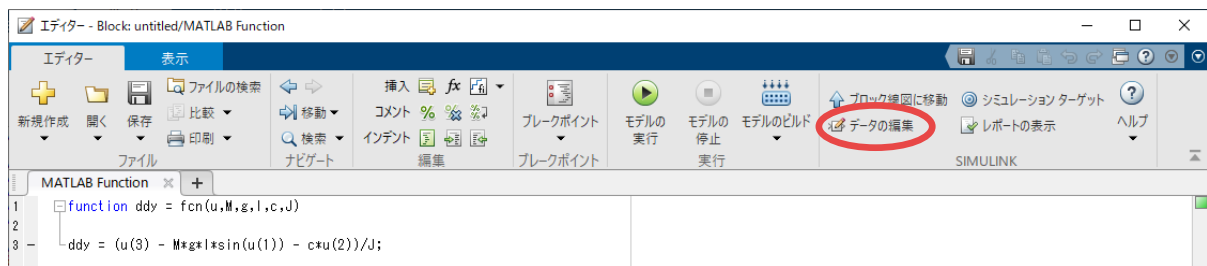 エディター - Block: untitled/MATLAB Function
エディター 表示
新規作成 開く 保存 ファイルの検索 比較 印刷 移動 検索 挿入 fx コメント インデント ブレークポイント モデルの実行 モデルの停止 モデルのビルド ブロック線図に移動 データの編集 シミュレーション ターゲット レポートの表示 ヘルプ
ファイル ナビゲート 編集 ブレークポイント 実行 SIMULINK
MATLAB Function
1 function ddy = fcn(u,M,g,l,c,J)
2
3 ddy = (u(3) - M*g*l*sin(u(1)) - c*u(2))/J;